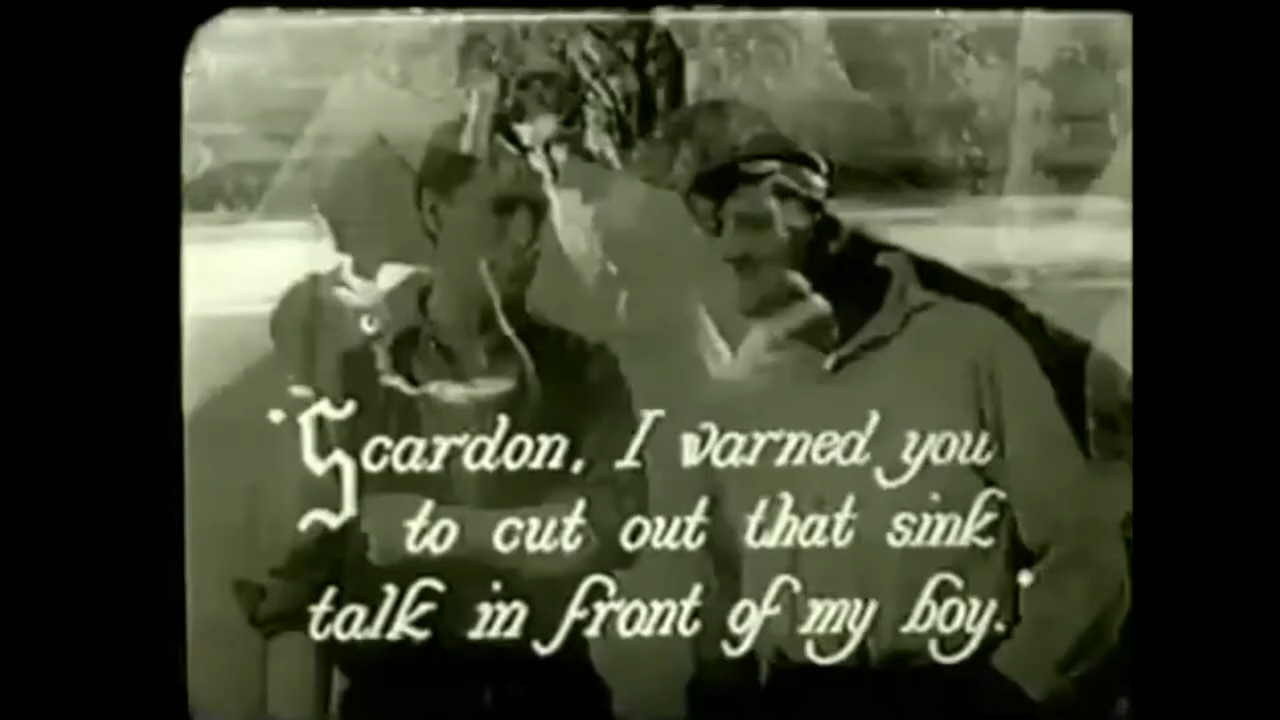 "Scardon, I warned you
to cut out that sink
talk in front of my boy."